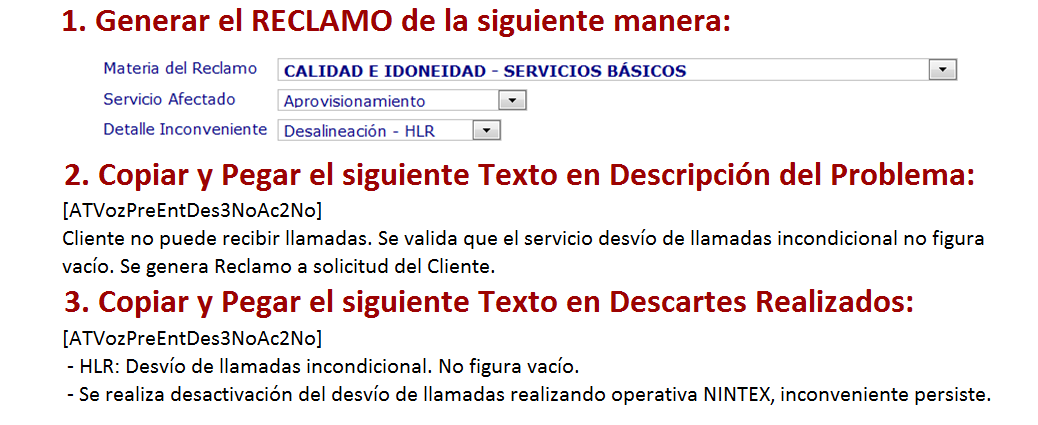 1. Generar el RECLAMO de la siguiente manera:
Materia del Reclamo CALIDAD E IDONEIDAD - SERVICIOS BÁSICOS
Servicio Afectado Aprovisionamiento
Detalle Inconveniente Desalineación - HLR
2. Copiar y Pegar el siguiente Texto en Descripción del Problema:
[ATVozPreEntDes3NoAc2No]
Cliente no puede recibir llamadas. Se valida que el servicio desvío de llamadas incondicional no figura
vacío. Se genera Reclamo a solicitud del Cliente.
3. Copiar y Pegar el siguiente Texto en Descartes Realizados:
[ATVozPreEntDes3NoAc2No]
- HLR: Desvío de llamadas incondicional. No figura vacío.
- Se realiza desactivación del desvío de llamadas realizando operativa NINTEX, inconveniente persiste.